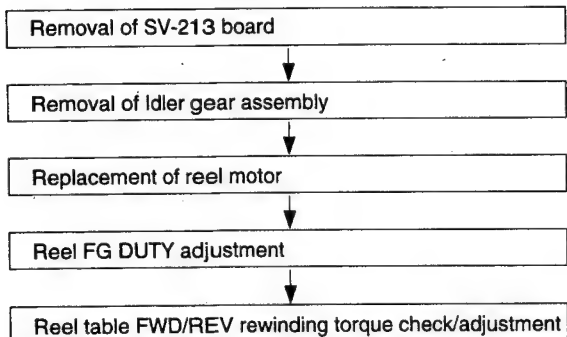 Removal of SV-213 board
Removal of Idler gear assembly
Replacement of reel motor
Reel FG DUTY adjustment
Reel table FWD/REV rewinding torque check/adjustment